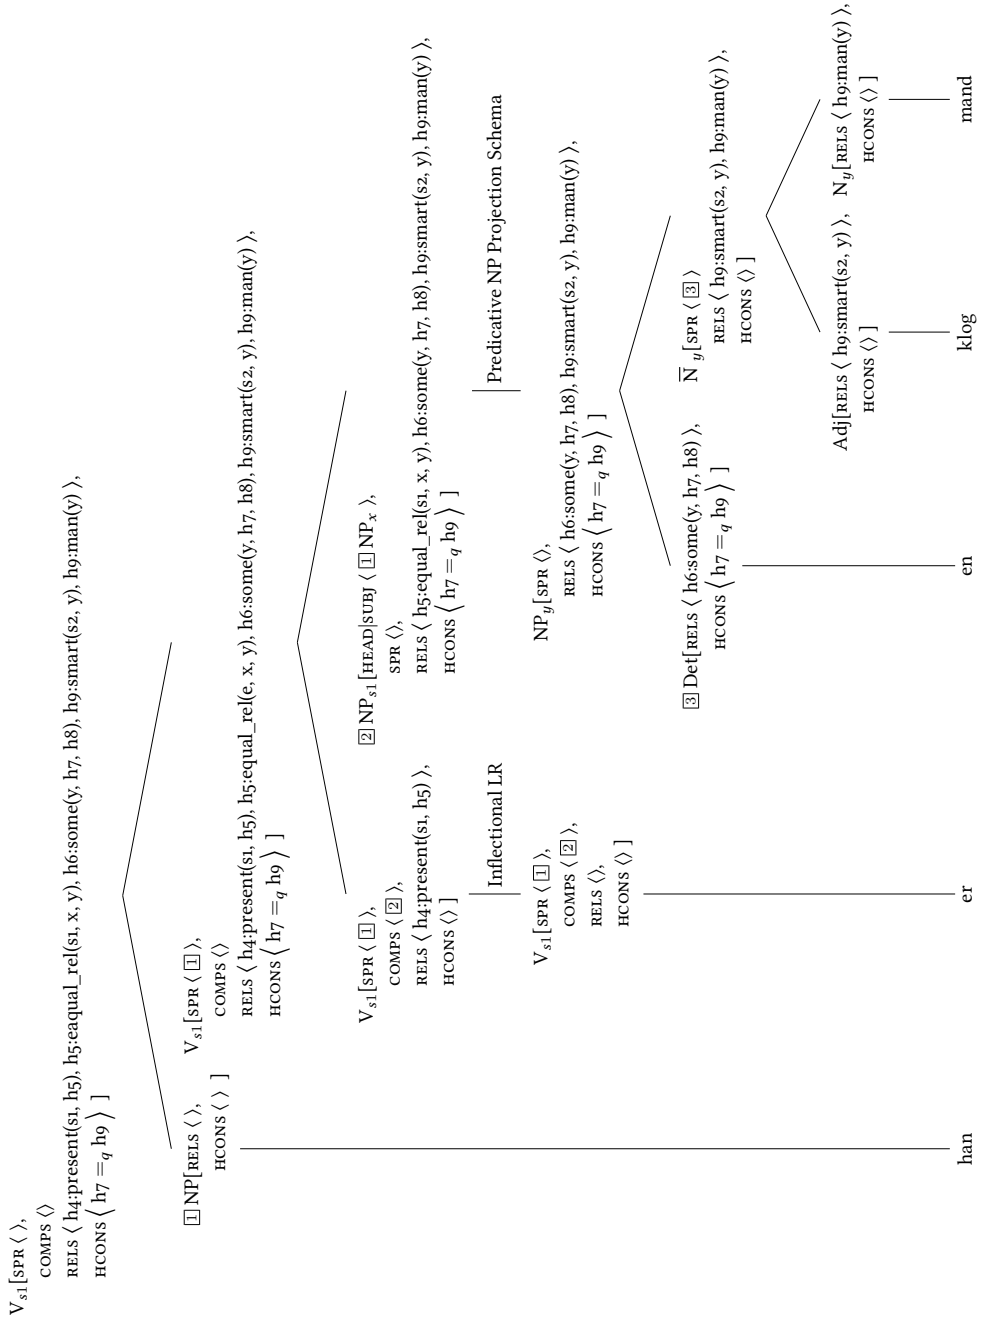 V_s1[SPR ⟨ ⟩,
COMPS ⟨⟩
RELS ⟨ h4:present(s1, h5), h5:eaqual_rel(s1, x, y), h6:some(y, h7, h8), h9:smart(s2, y), h9:man(y) ⟩,
HCONS ⟨ h7 =_q h9 ⟩ ]
[1] NP[RELS ⟨ ⟩,
HCONS ⟨ ⟩ ]
V_s1[SPR ⟨ [1] ⟩,
COMPS ⟨⟩
RELS ⟨ h4:present(s1, h5), h5:equal_rel(e, x, y), h6:some(y, h7, h8), h9:smart(s2, y), h9:man(y) ⟩,
HCONS ⟨ h7 =_q h9 ⟩ ]
V_s1[SPR ⟨ [1] ⟩,
COMPS ⟨ [2] ⟩,
RELS ⟨ h4:present(s1, h5) ⟩,
HCONS ⟨⟩ ]
[2] NP_s1[HEAD|SUBJ ⟨ [1] NP_x ⟩,
SPR ⟨⟩,
RELS ⟨ h5:equal_rel(s1, x, y), h6:some(y, h7, h8), h9:smart(s2, y), h9:man(y) ⟩,
HCONS ⟨ h7 =_q h9 ⟩ ]
Inflectional LR
Predicative NP Projection Schema
V_s1[SPR ⟨ [1] ⟩,
COMPS ⟨ [2] ⟩,
RELS ⟨⟩,
HCONS ⟨⟩ ]
NP_y[SPR ⟨⟩,
RELS ⟨ h6:some(y, h7, h8), h9:smart(s2, y), h9:man(y) ⟩,
HCONS ⟨ h7 =_q h9 ⟩ ]
[3] Det[RELS ⟨ h6:some(y, h7, h8) ⟩,
HCONS ⟨ h7 =_q h9 ⟩ ]
N̅_y[SPR ⟨ [3] ⟩
RELS ⟨ h9:smart(s2, y), h9:man(y) ⟩,
HCONS ⟨⟩ ]
Adj[RELS ⟨ h9:smart(s2, y) ⟩,
HCONS ⟨⟩ ]
N_y[RELS ⟨ h9:man(y) ⟩,
HCONS ⟨⟩ ]
han
er
en
klog
mand